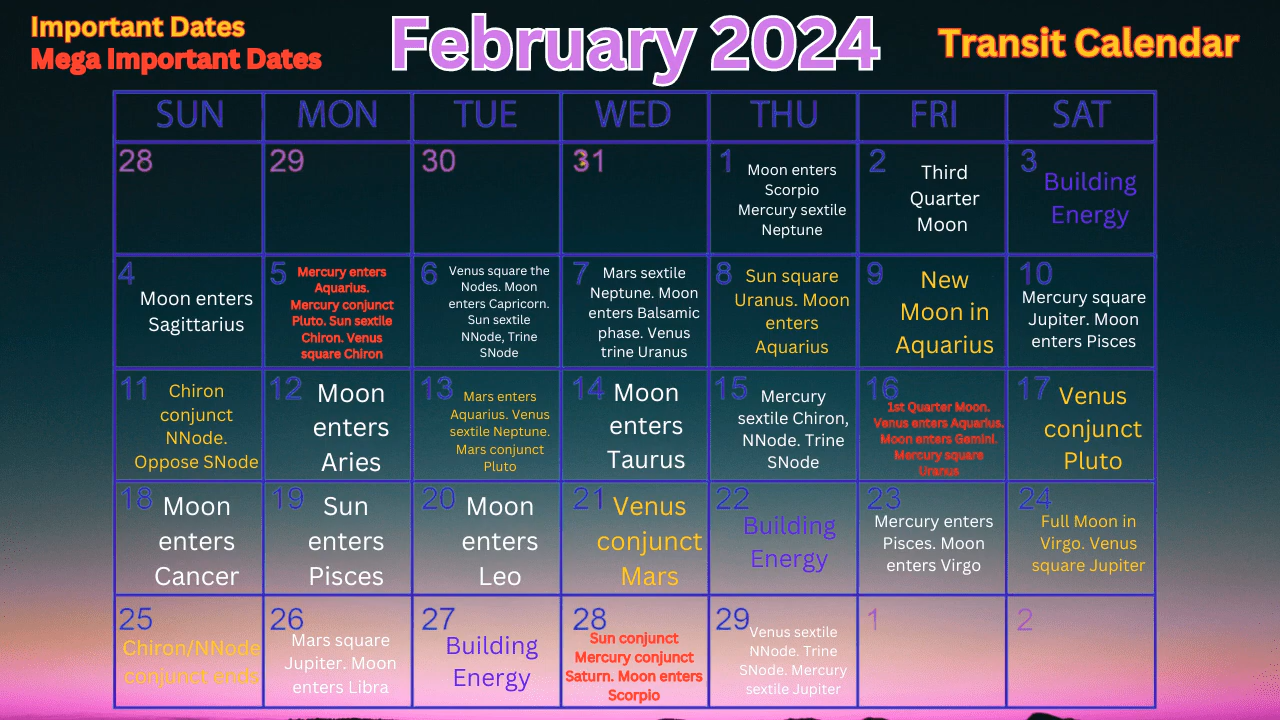 Important Dates
Mega Important Dates
February 2024
Transit Calendar
SUN MON TUE WED THU FRI SAT
28
29
30
31
1
Moon enters
Scorpio
Mercury sextile
Neptune
2
Third
Quarter
Moon
3
Building
Energy
4
Moon enters
Sagittarius
5
Mercury enters
Aquarius.
Mercury conjunct
Pluto. Sun sextile
Chiron. Venus
square Chiron
6
Venus square the
Nodes. Moon
enters Capricorn.
Sun sextile
NNode, Trine
SNode
7
Mars sextile
Neptune. Moon
enters Balsamic
phase. Venus
trine Uranus
8
Sun square
Uranus. Moon
enters
Aquarius
9
New
Moon in
Aquarius
10
Mercury square
Jupiter. Moon
enters Pisces
11
Chiron
conjunct
NNode.
Oppose SNode
12
Moon
enters
Aries
13
Mars enters
Aquarius. Venus
sextile Neptune.
Mars conjunct
Pluto
14
Moon
enters
Taurus
15
Mercury
sextile Chiron,
NNode. Trine
SNode
16
1st Quarter Moon.
Venus enters Aquarius.
Moon enters Gemini.
Mercury square
Uranus
17
Venus
conjunct
Pluto
18
Moon
enters
Cancer
19
Sun
enters
Pisces
20
Moon
enters
Leo
21
Venus
conjunct
Mars
22
Building
Energy
23
Mercury enters
Pisces. Moon
enters Virgo
24
Full Moon in
Virgo. Venus
square Jupiter
25
Chiron/NNode
conjunct ends
26
Mars square
Jupiter. Moon
enters Libra
27
Building
Energy
28
Sun conjunct
Mercury conjunct
Saturn. Moon enters
Scorpio
29
Venus sextile
NNode. Trine
SNode. Mercury
sextile Jupiter
1
2